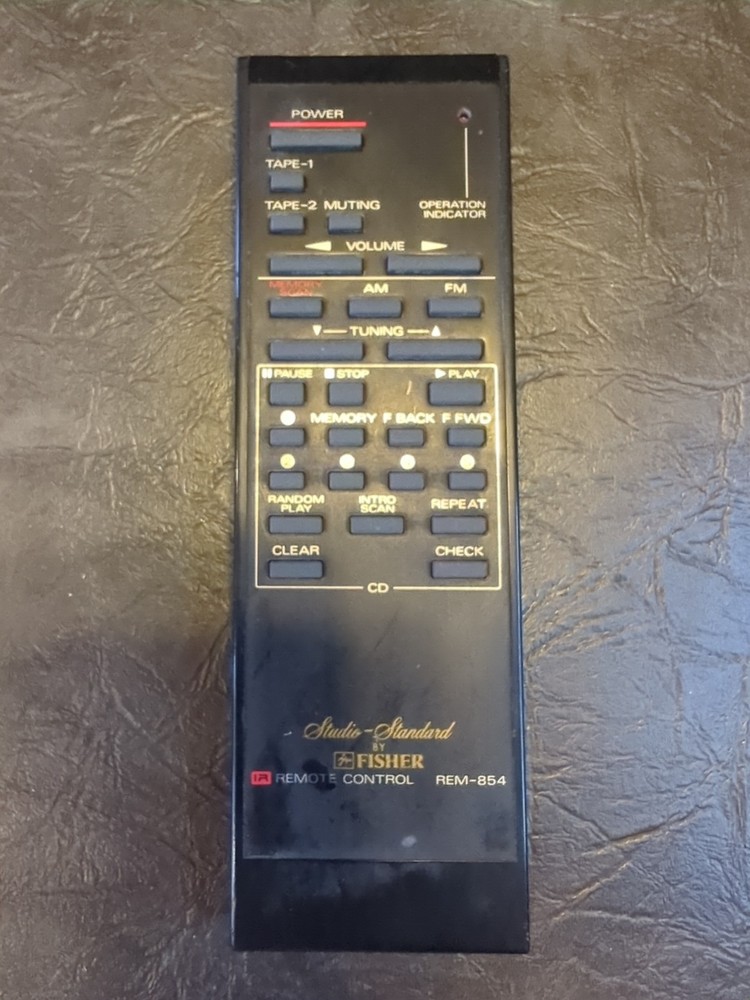 POWER
TAPE-1
TAPE-2 MUTING
OPERATION
INDICATOR
VOLUME
MEMORY
SCAN
AM
FM
TUNING
PAUSE
STOP
PLAY
MEMORY F BACK F FWD
RANDOM
PLAY
INTRO
SCAN
REPEAT
CLEAR
CHECK
CD
Studio-Standard
BY
FISHER
IR REMOTE CONTROL REM-854